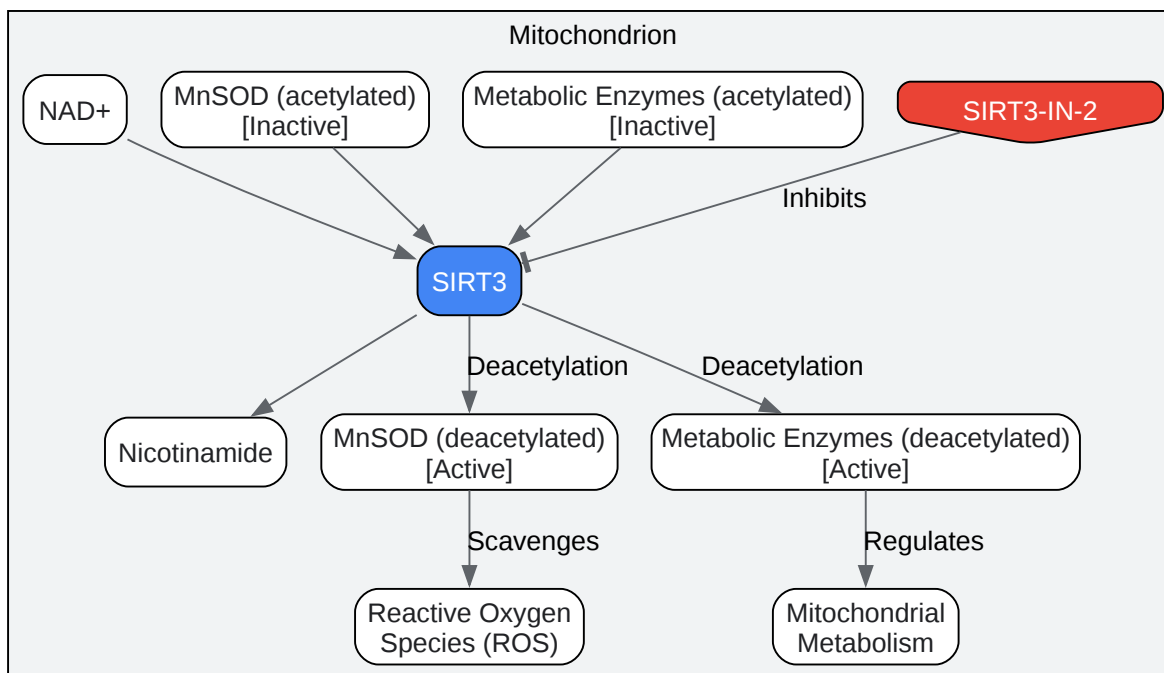 Mitochondrion
NAD+
MnSOD (acetylated)
[Inactive]
Metabolic Enzymes (acetylated)
[Inactive]
SIRT3-IN-2
Inhibits
SIRT3
Deacetylation
Deacetylation
Nicotinamide
MnSOD (deacetylated)
[Active]
Metabolic Enzymes (deacetylated)
[Active]
Scavenges
Regulates
Reactive Oxygen
Species (ROS)
Mitochondrial
Metabolism